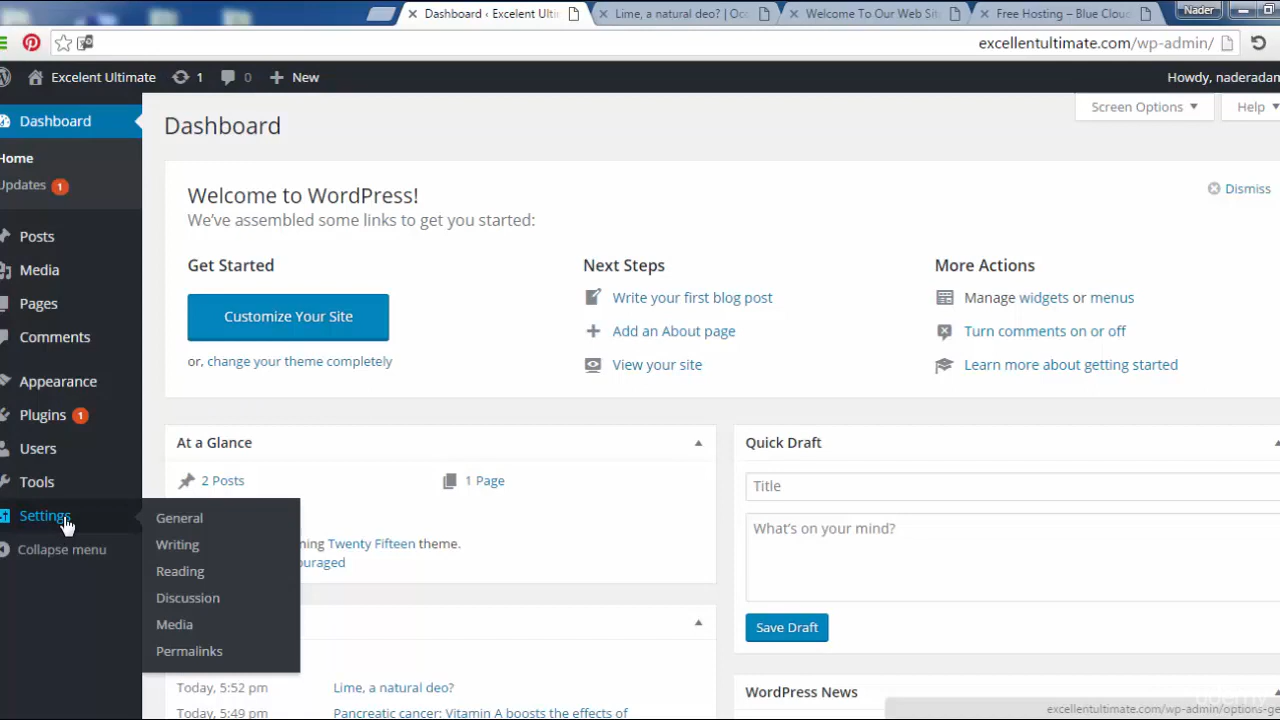 Dashboard ‹ Excelent Ulti
Lime, a natural deo? | Oc
Welcome To Our Web Sit
Free Hosting – Blue Clou
Nader
excellentultimate.com/wp-admin/
Excelent Ultimate
1
0
New
Howdy, naderadan
Dashboard
Home
Updates 1
Posts
Media
Pages
Comments
Appearance
Plugins 1
Users
Tools
Settings
Collapse menu
General
Writing
Reading
Discussion
Media
Permalinks
Screen Options
Help
Dashboard
Welcome to WordPress!
We've assembled some links to get you started:
Dismiss
Get Started
Customize Your Site
or, change your theme completely
Next Steps
Write your first blog post
Add an About page
View your site
More Actions
Manage widgets or menus
Turn comments on or off
Learn more about getting started
At a Glance
2 Posts
1 Page
ning Twenty Fifteen theme.
ouraged
Today, 5:52 pm Lime, a natural deo?
Today, 5:49 pm Pancreatic cancer: Vitamin A boosts the effects of
Quick Draft
Title
What's on your mind?
Save Draft
WordPress News
excellentultimate.com/wp-admin/options-ge